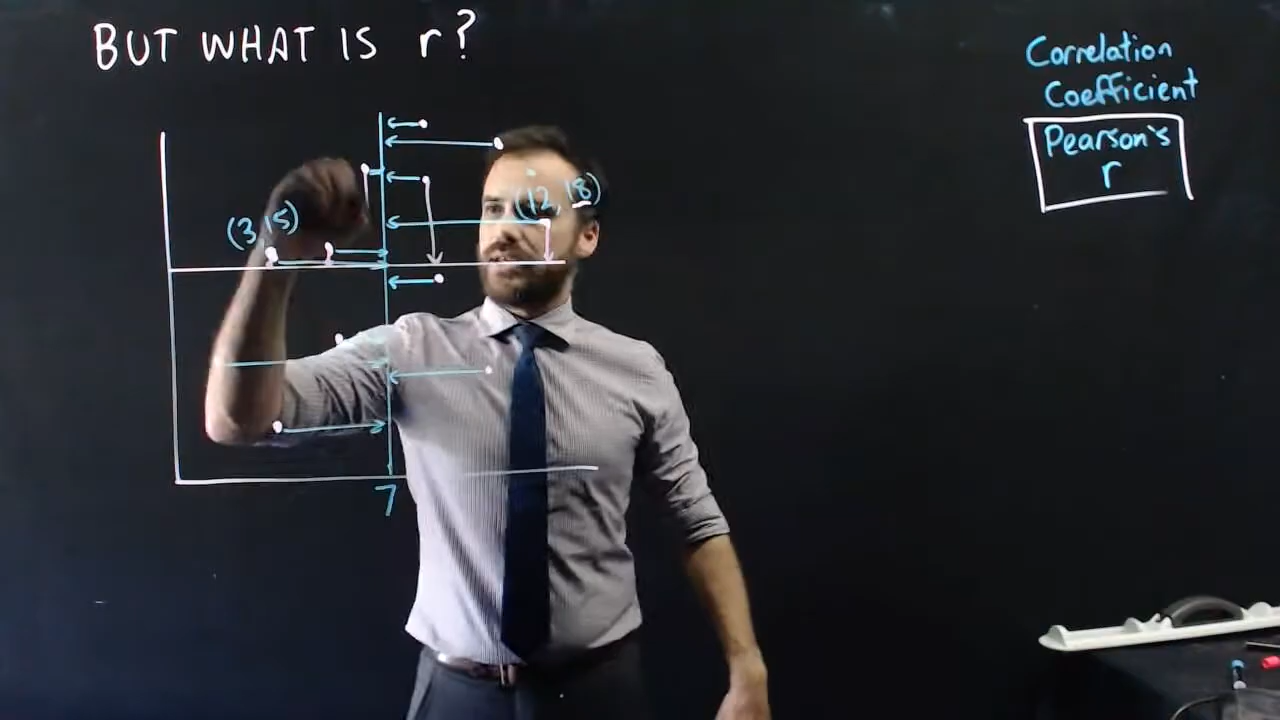 BUT WHAT IS r?
Correlation
Coefficient
Pearson's
r
(12, 18)
(3, 15)
7